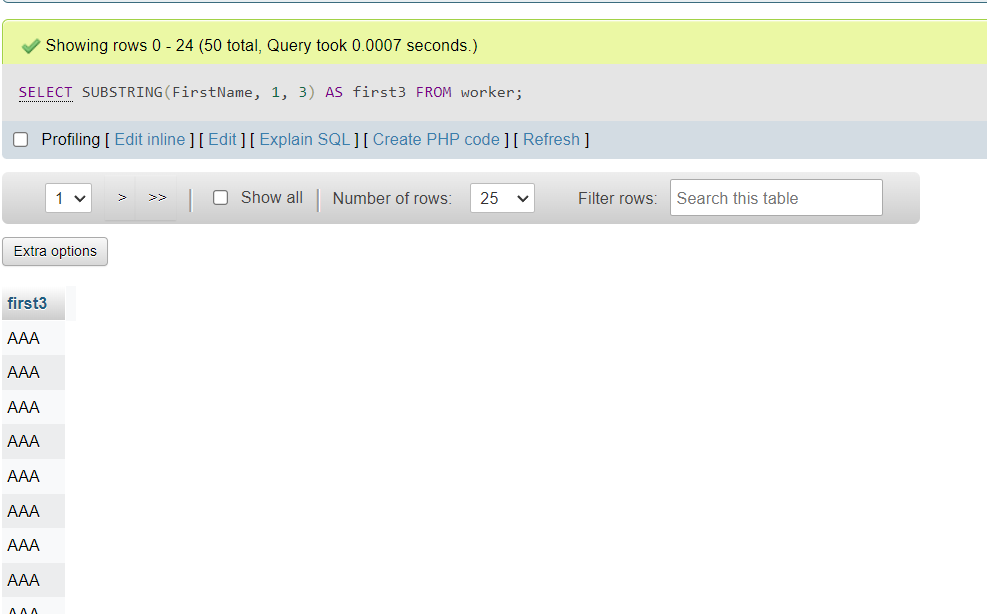 Showing rows 0 - 24 (50 total, Query took 0.0007 seconds.)
SELECT SUBSTRING(FirstName, 1, 3) AS first3 FROM worker;
Profiling [ Edit inline ] [ Edit ] [ Explain SQL ] [ Create PHP code ] [ Refresh ]
1 > >> | Show all | Number of rows: 25 Filter rows: Search this table
Extra options
first3
AAA
AAA
AAA
AAA
AAA
AAA
AAA
AAA
AAA